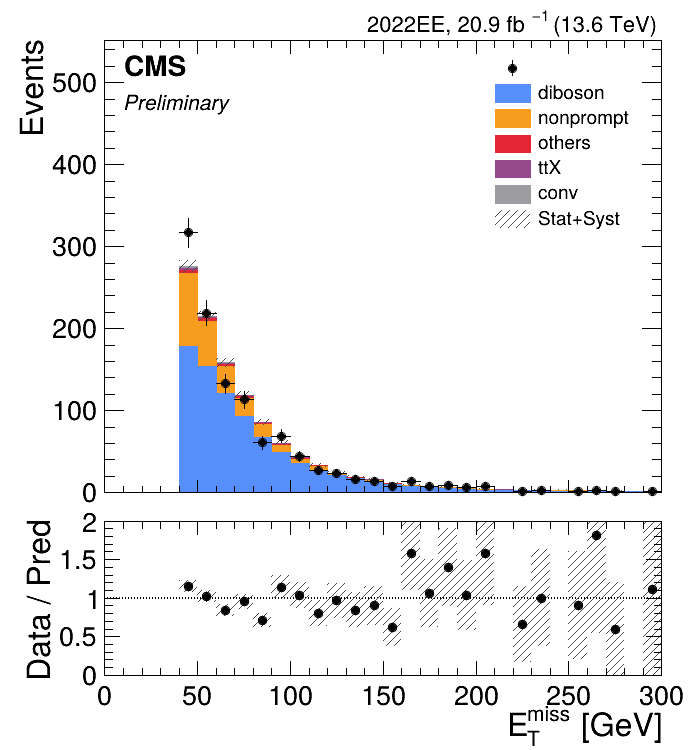 2022EE, 20.9 fb⁻¹ (13.6 TeV)
CMS
Preliminary
Events
500
400
300
200
100
0
diboson
nonprompt
others
ttX
conv
Stat+Syst
Data / Pred
2
1.5
1
0.5
0
0 50 100 150 200 250 300
E_T^miss [GeV]